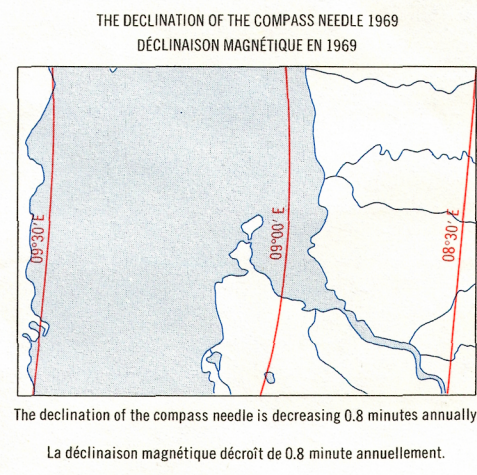 THE DECLINATION OF THE COMPASS NEEDLE 1969
DÉCLINAISON MAGNÉTIQUE EN 1969
09°30′ E
09°00′ E
08°30′ E
The declination of the compass needle is decreasing 0.8 minutes annually
La déclinaison magnétique décroît de 0.8 minute annuellement.